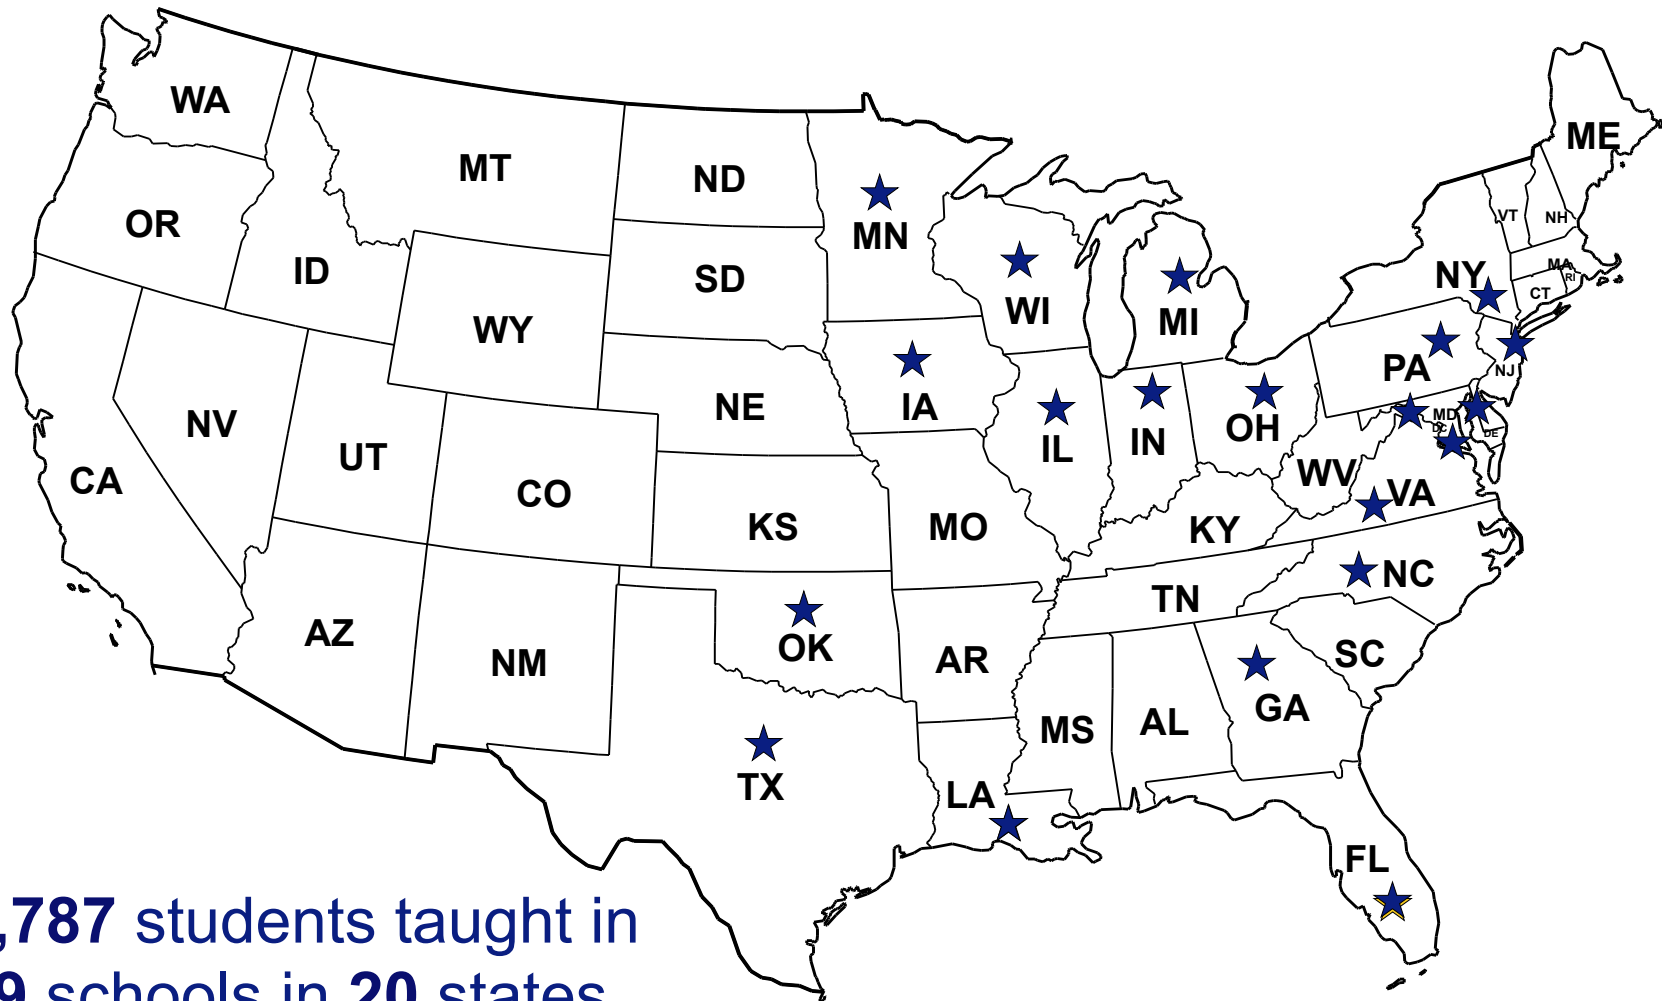 WA
MT
ND
MN
OR
ID
SD
WY
WI
MI
ME
VT
NH
MA
RI
CT
NY
NJ
PA
NV
UT
CA
CO
NE
IA
IL
IN
OH
MD
DC
DE
WV
VA
KS
MO
KY
NC
TN
SC
AZ
NM
OK
AR
MS
AL
GA
TX
LA
FL
,787 students taught in
9 schools in 20 states